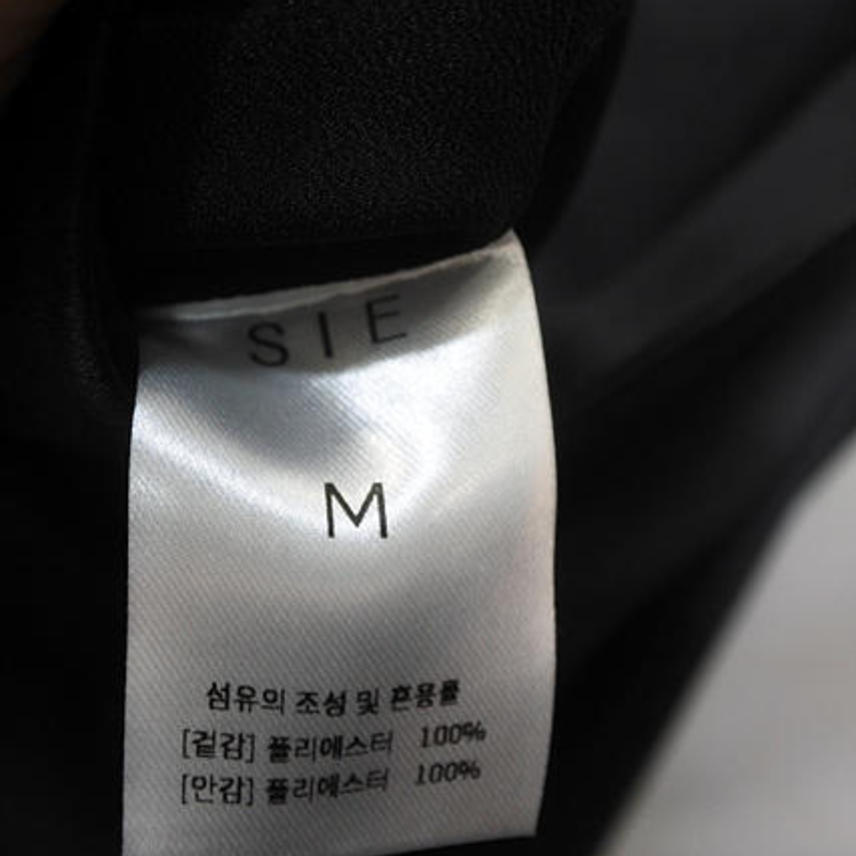 SIE
M
섬유의 조성 및 혼용률
[겉감] 폴리에스터 100%
[안감] 폴리에스터 100%